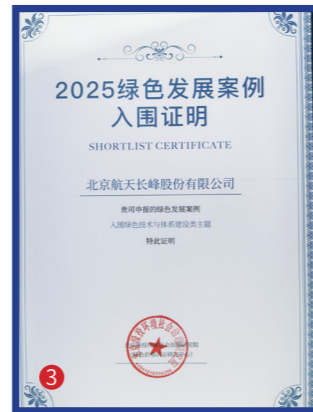 2025绿色发展案例
入围证明
SHORTLIST CERTIFICATE
北京航天长峰股份有限公司
贵司申报的绿色发展案例
入围绿色技术与体系建设类主题
特此证明
3